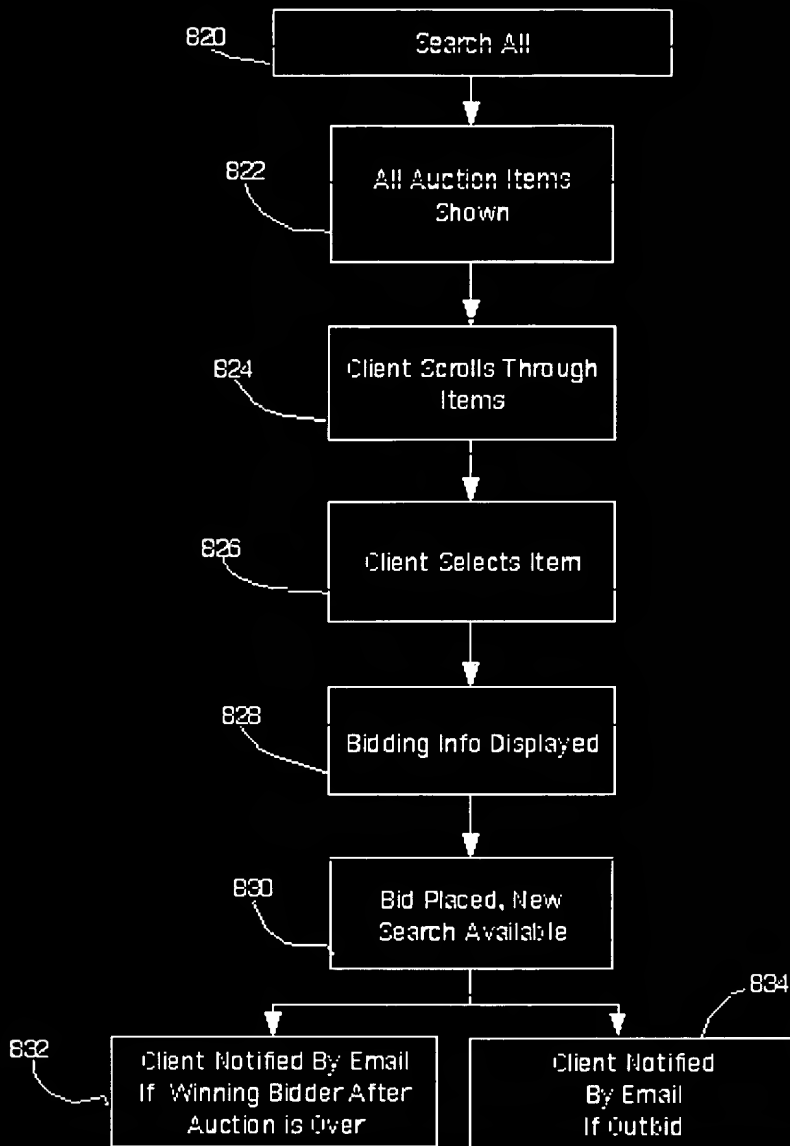 820
Search All
822
All Auction Items
Shown
824
Client Scrolls Through
Items
826
Client Selects Item
828
Bidding Info Displayed
830
Bid Placed, New
Search Available
834
832
Client Notified By Email
If Winning Bidder After
Auction is Over
Client Notified
By Email
If Outbid